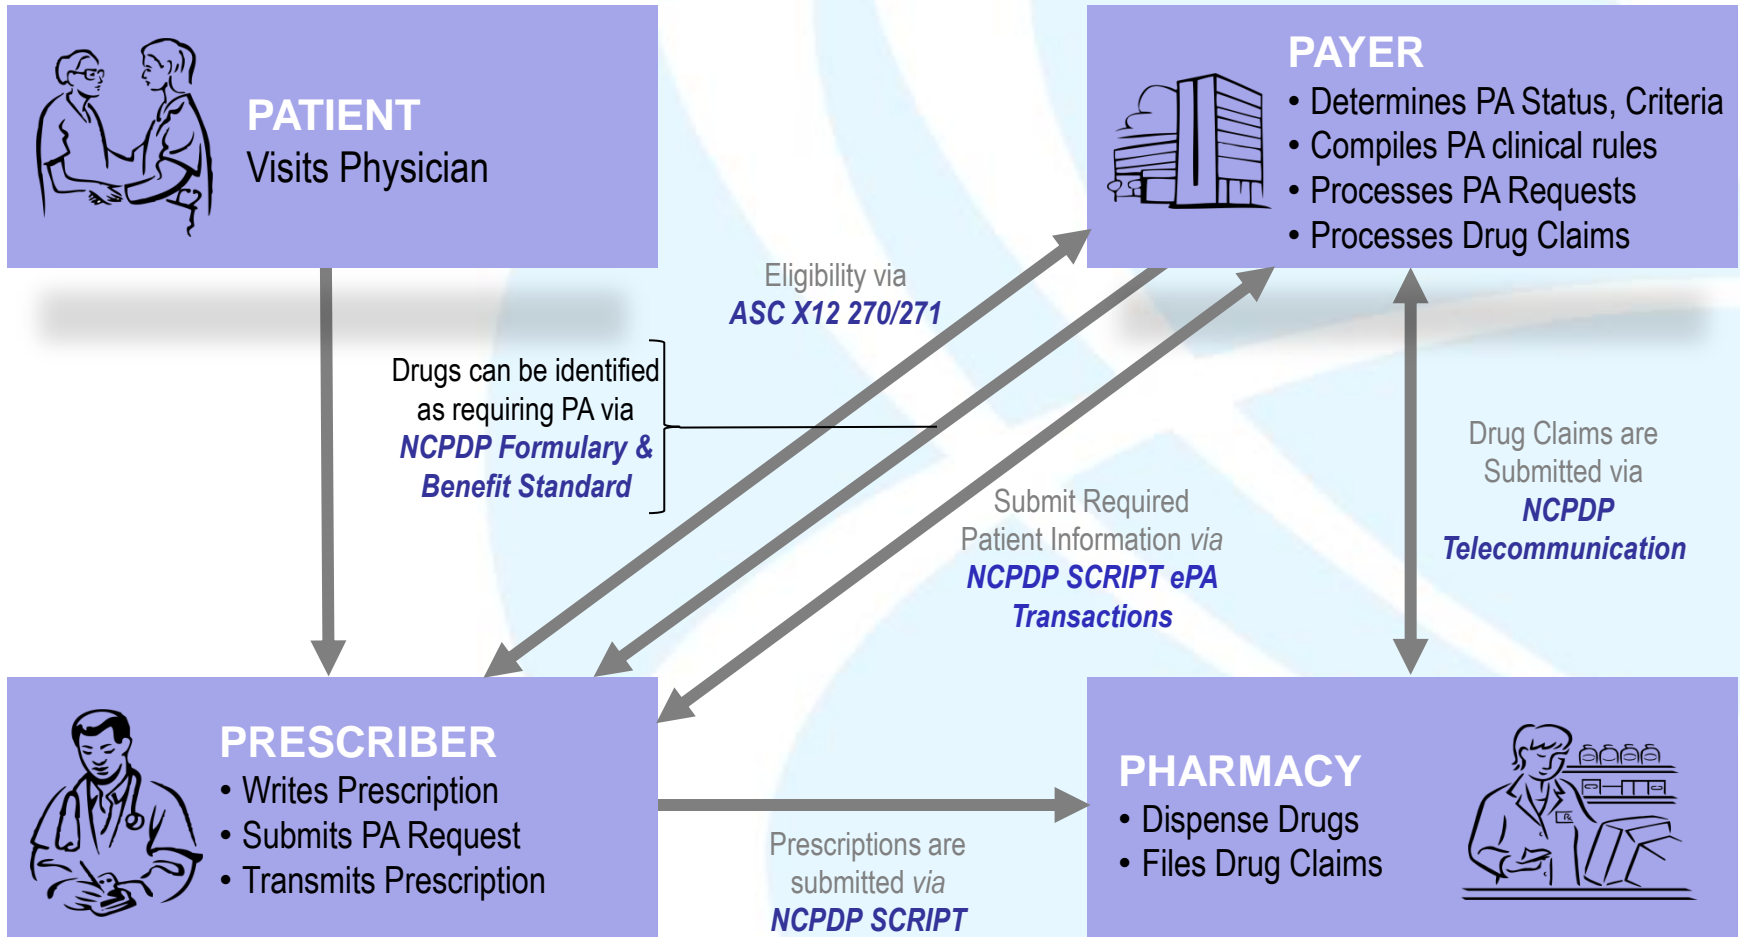 PATIENT
Visits Physician
PAYER
• Determines PA Status, Criteria
• Compiles PA clinical rules
• Processes PA Requests
• Processes Drug Claims
Eligibility via
ASC X12 270/271
Drugs can be identified
as requiring PA via
NCPDP Formulary &
Benefit Standard
Submit Required
Patient Information via
NCPDP SCRIPT ePA
Transactions
Drug Claims are
Submitted via
NCPDP
Telecommunication
PRESCRIBER
• Writes Prescription
• Submits PA Request
• Transmits Prescription
Prescriptions are
submitted via
NCPDP SCRIPT
PHARMACY
• Dispense Drugs
• Files Drug Claims